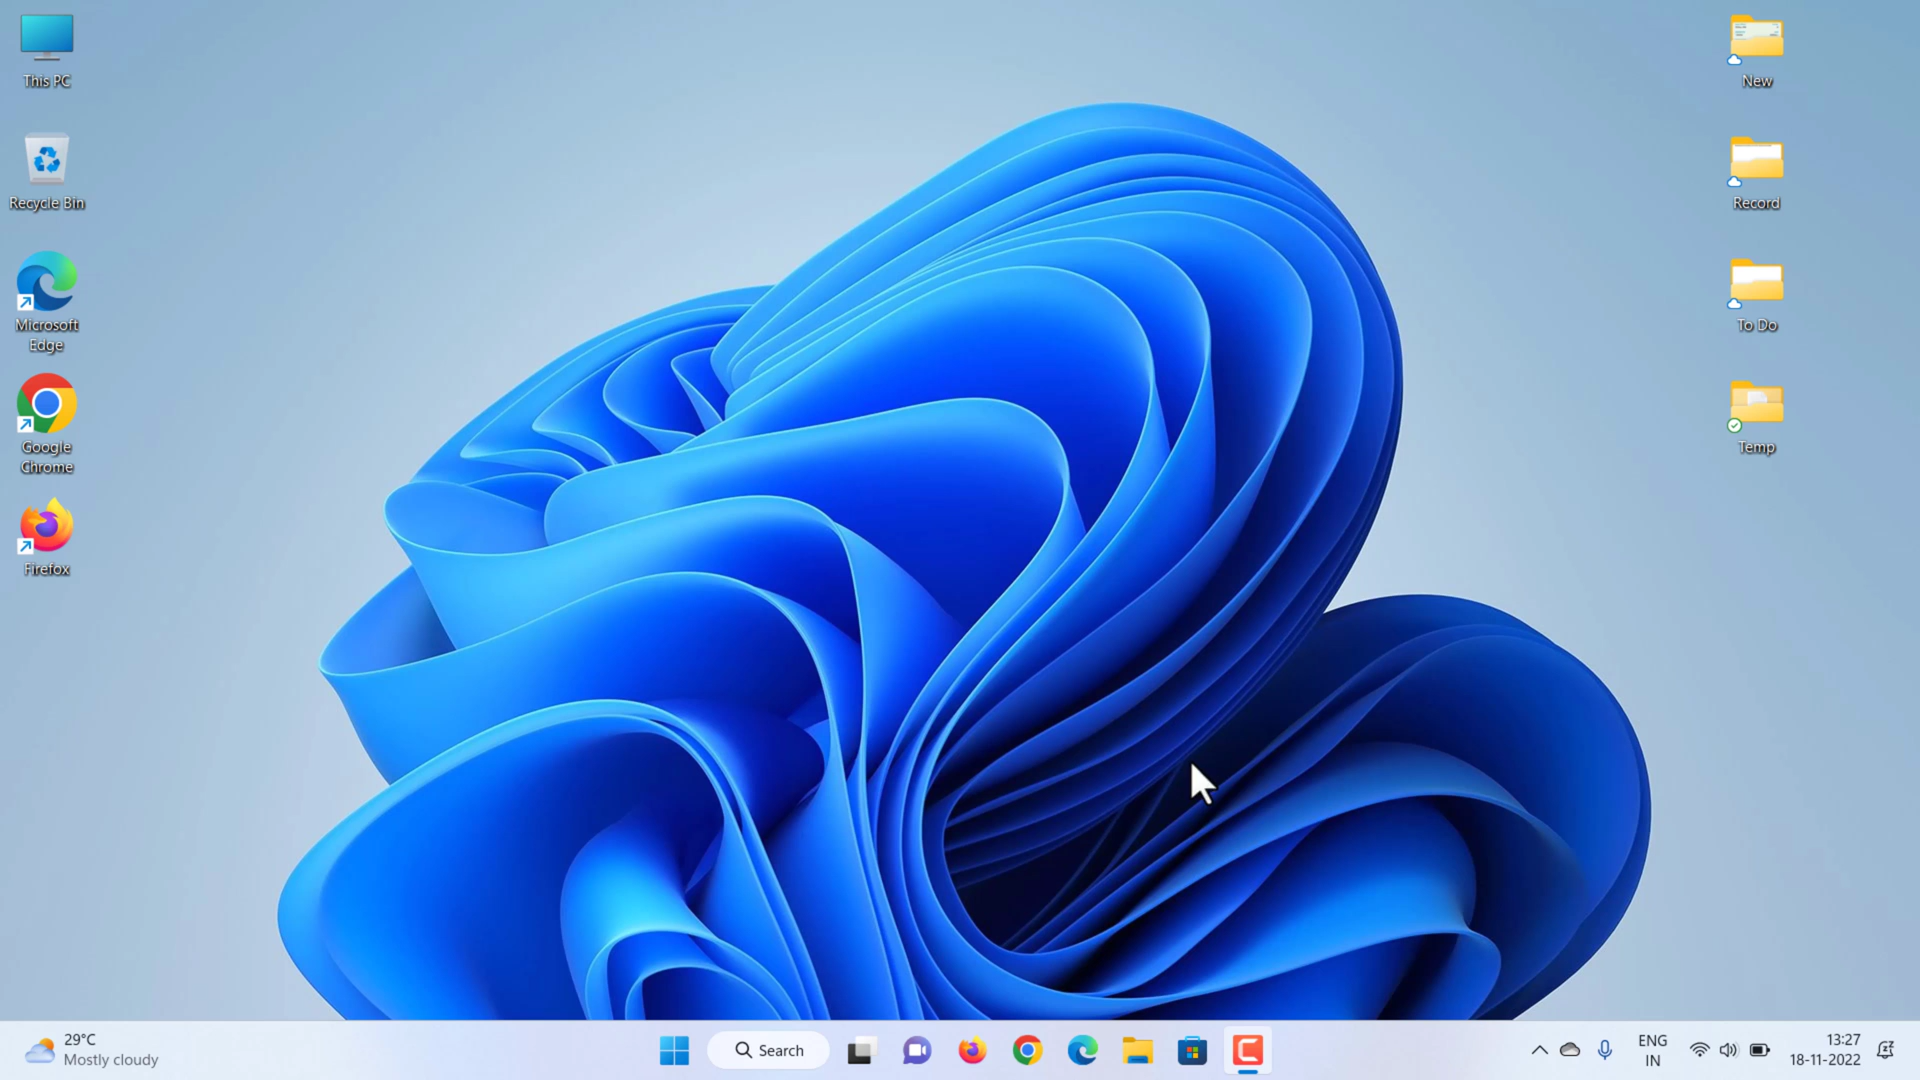 This PC
Recycle Bin
Microsoft
Edge
Google
Chrome
Firefox
New
Record
To Do
Temp
29°C
Mostly cloudy
Search
ENG
IN
13:27
18-11-2022